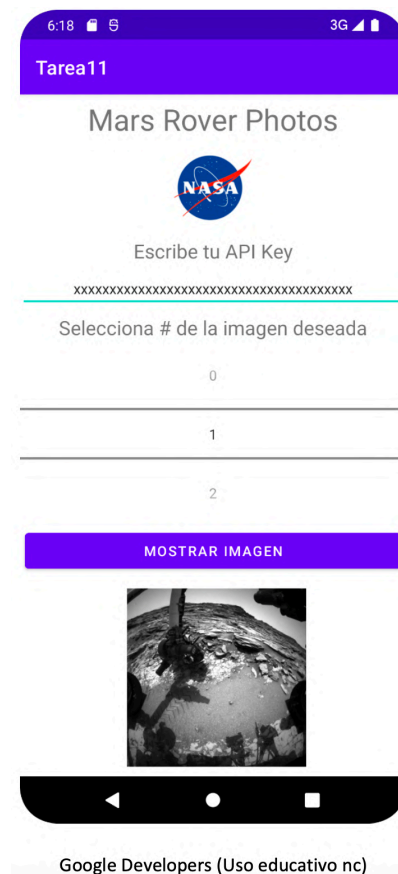 6:18
3G
Tarea11
Mars Rover Photos
NASA
Escribe tu API Key
xxxxxxxxxxxxxxxxxxxxxxxxxxxxxxxxxxxxxxxx
Selecciona # de la imagen deseada
0
1
2
MOSTRAR IMAGEN
Google Developers (Uso educativo nc)